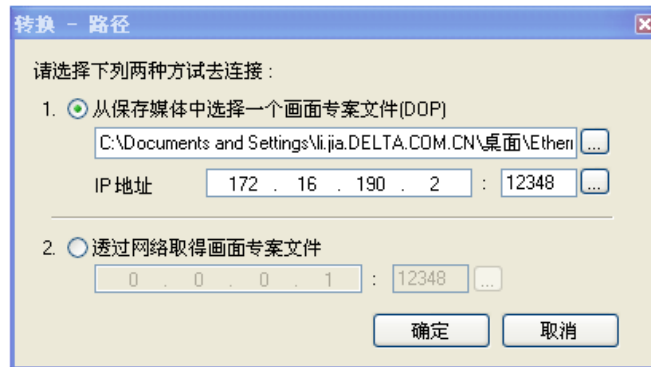 转换 - 路径
请选择下列两种方试去连接 :
1. 从保存媒体中选择一个画面专案文件(DOP)
C:\Documents and Settings\li.jia.DELTA.COM.CN\桌面\Ethern ...
IP地址 172 . 16 . 190 . 2 : 12348 ...
2. 透过网络取得画面专案文件
0 . 0 . 0 . 1 : 12348 ...
确定 取消